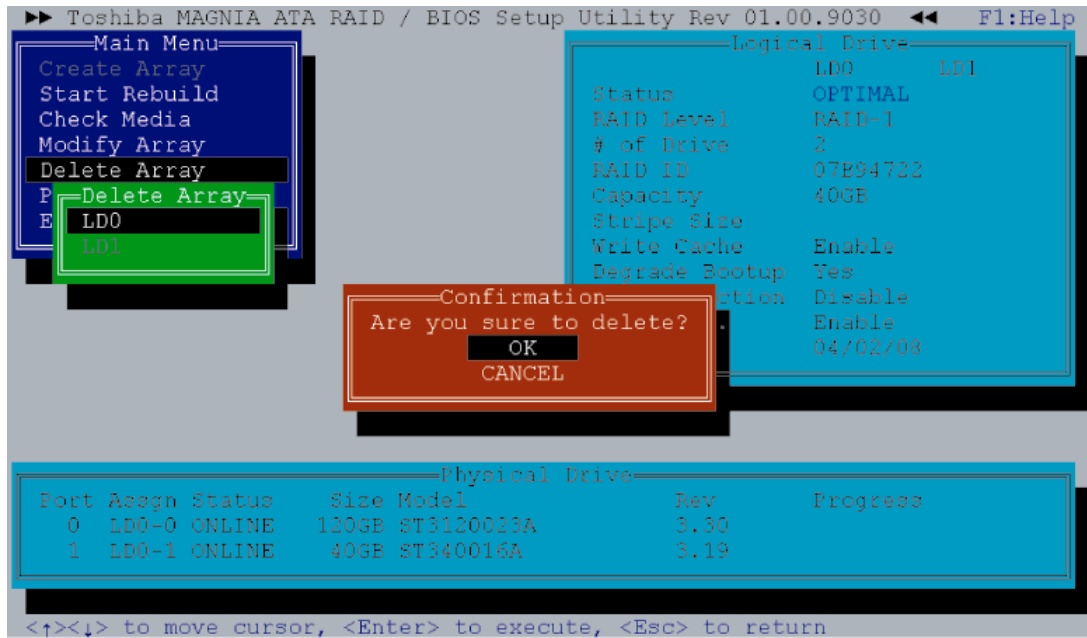 ►► Toshiba MAGNIA ATA RAID / BIOS Setup Utility Rev 01.00.9030 ◄◄ F1:Help
Main Menu
Create Array
Start Rebuild
Check Media
Modify Array
Delete Array
P
E
Delete Array
LD0
LD1
Logical Drive
LD0 LD1
Status OPTIMAL
RAID Level RAID-1
# of Drive 2
RAID ID 07B94722
Capacity 40GB
Stripe Size
Write Cache Enable
Degrade Bootup Yes
ction Disable
. Enable
04/02/08
Confirmation
Are you sure to delete?
OK
CANCEL
Physical Drive
Port Assgn Status Size Model Rev Progress
0 LD0-0 ONLINE 120GB ST3120023A 3.30
1 LD0-1 ONLINE 40GB ST340016A 3.19
<↑><↓> to move cursor, <Enter> to execute, <Esc> to return